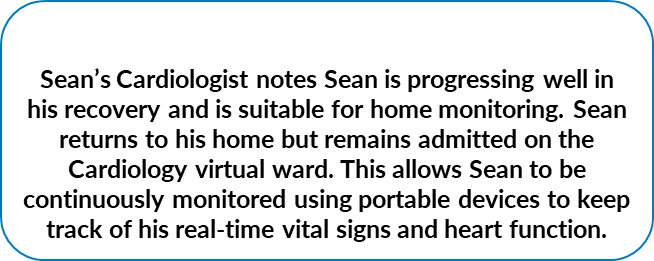 Sean’s Cardiologist notes Sean is progressing well in
his recovery and is suitable for home monitoring. Sean
returns to his home but remains admitted on the
Cardiology virtual ward. This allows Sean to be
continuously monitored using portable devices to keep
track of his real-time vital signs and heart function.